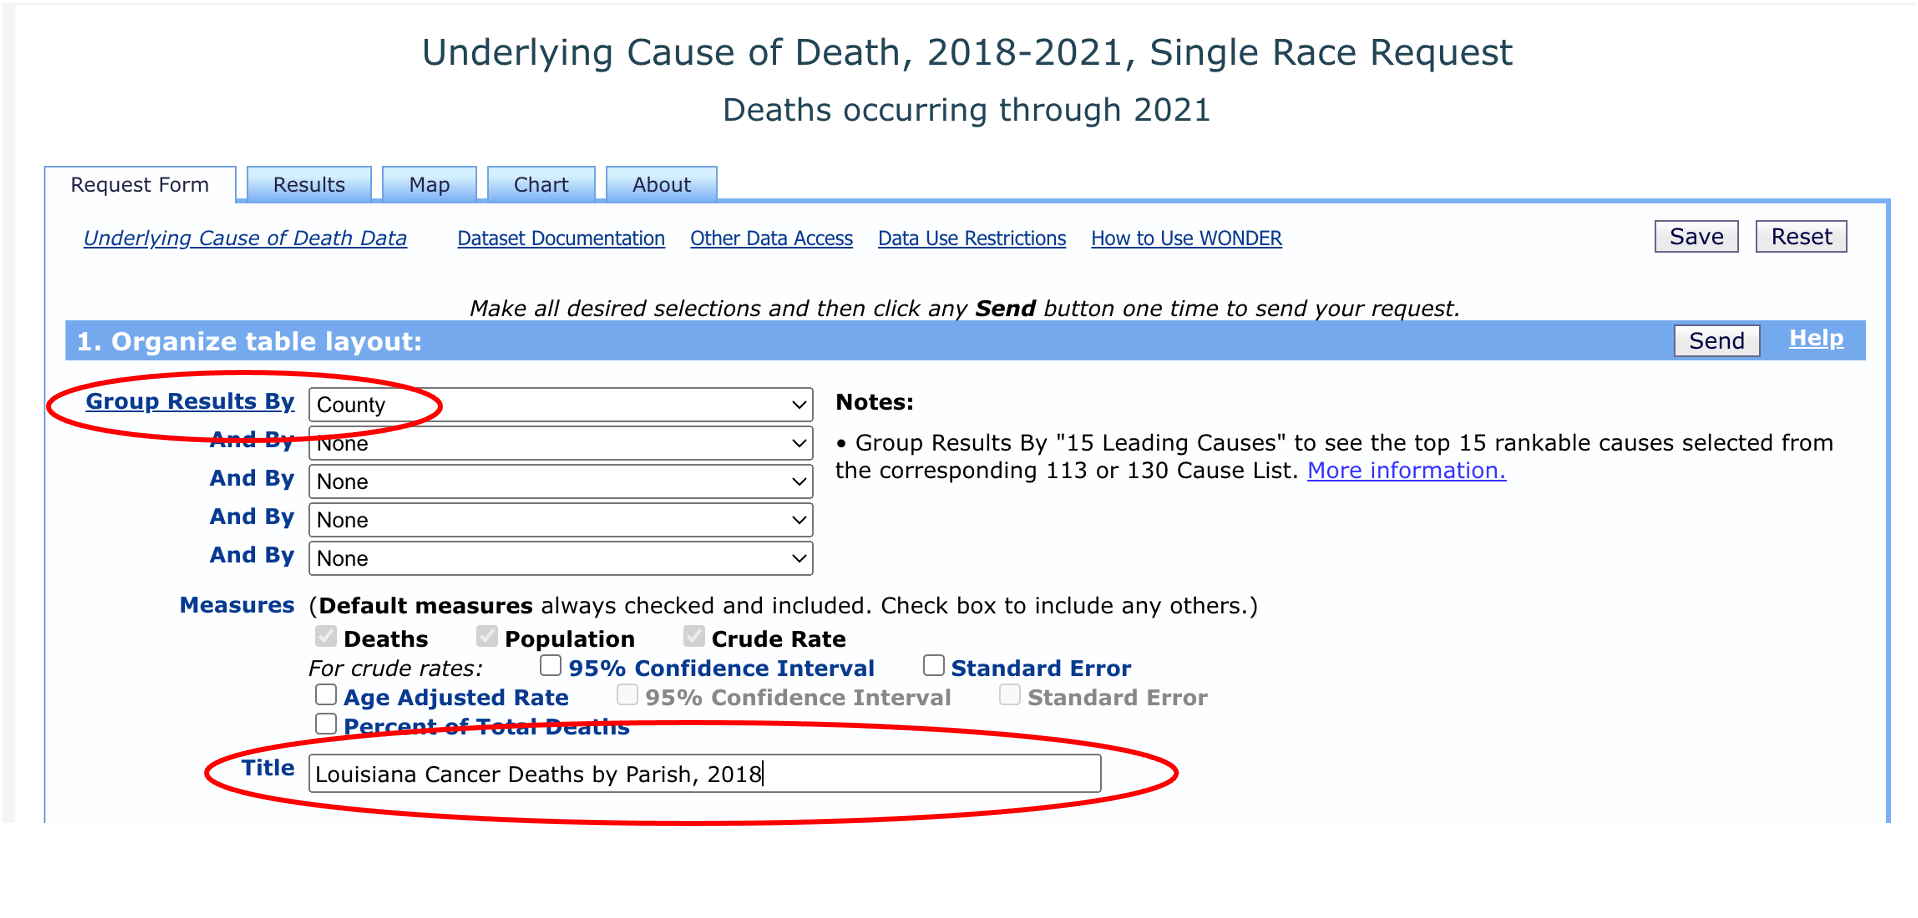 Underlying Cause of Death, 2018-2021, Single Race Request
Deaths occurring through 2021
Request Form Results Map Chart About
Underlying Cause of Death Data Dataset Documentation Other Data Access Data Use Restrictions How to Use WONDER Save Reset
Make all desired selections and then click any Send button one time to send your request.
1. Organize table layout: Send Help
Group Results By County
And By None
And By None
And By None
And By None
Notes:
• Group Results By "15 Leading Causes" to see the top 15 rankable causes selected from
the corresponding 113 or 130 Cause List. More information.
Measures (Default measures always checked and included. Check box to include any others.)
Deaths Population Crude Rate
For crude rates: 95% Confidence Interval Standard Error
Age Adjusted Rate 95% Confidence Interval Standard Error
Percent of Total Deaths
Title Louisiana Cancer Deaths by Parish, 2018